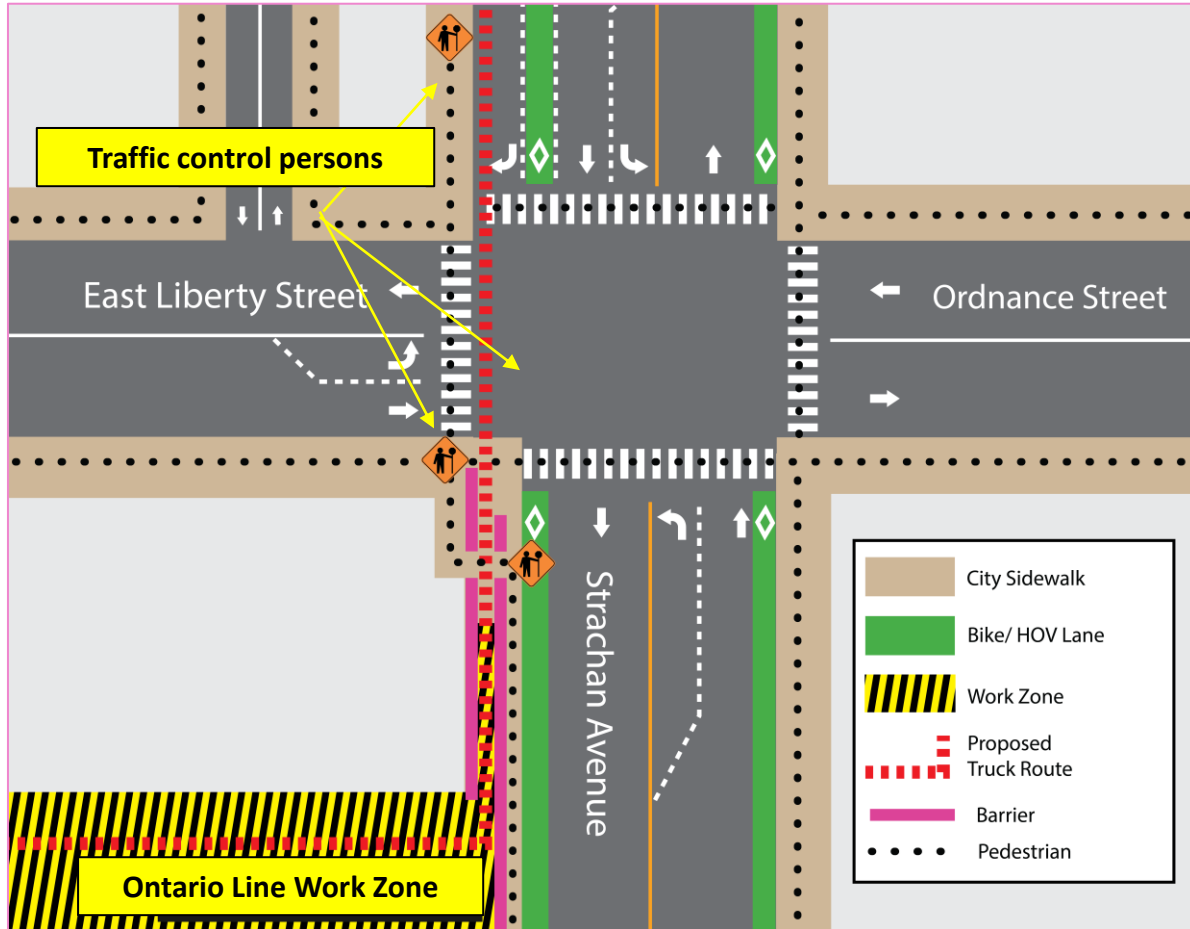 Traffic control persons
East Liberty Street
Ordnance Street
Strachan Avenue
City Sidewalk
Bike/ HOV Lane
Work Zone
Proposed
Truck Route
Barrier
Pedestrian
Ontario Line Work Zone